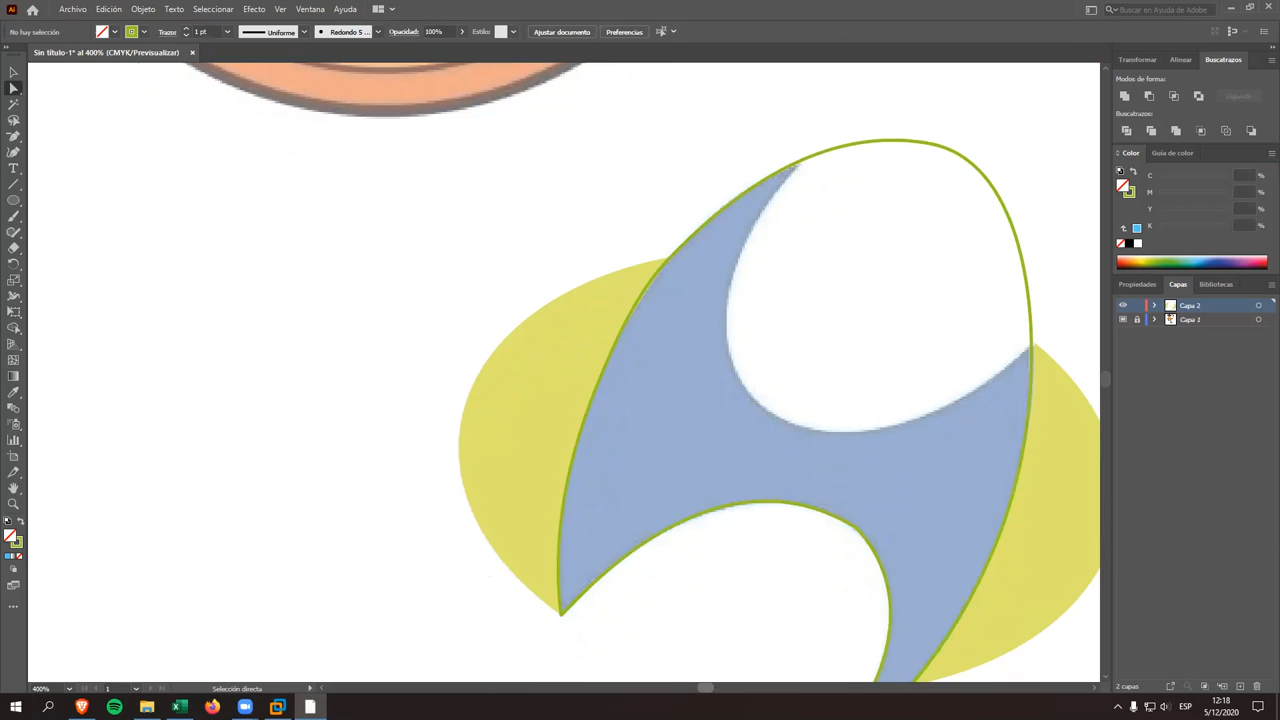 Ai Archivo Edición Objeto Texto Seleccionar Efecto Ver Ventana Ayuda Buscar en Ayuda de Adobe
No hay selección Trazo: 1 pt Uniforme Redondo 5 ... Opacidad: 100% Estilo: Ajustar documento Preferencias
Sin título-1* al 400% (CMYK/Previsualizar) ×
Transformar Alinear Buscatrazos
Modos de forma:
Expandir
Buscatrazos:
Color Guía de color
C %
M %
Y %
K %
Propiedades Capas Bibliotecas
Capa 2
Capa 1
400% 1 Selección directa 2 capas
ESP 12:18
5/12/2020